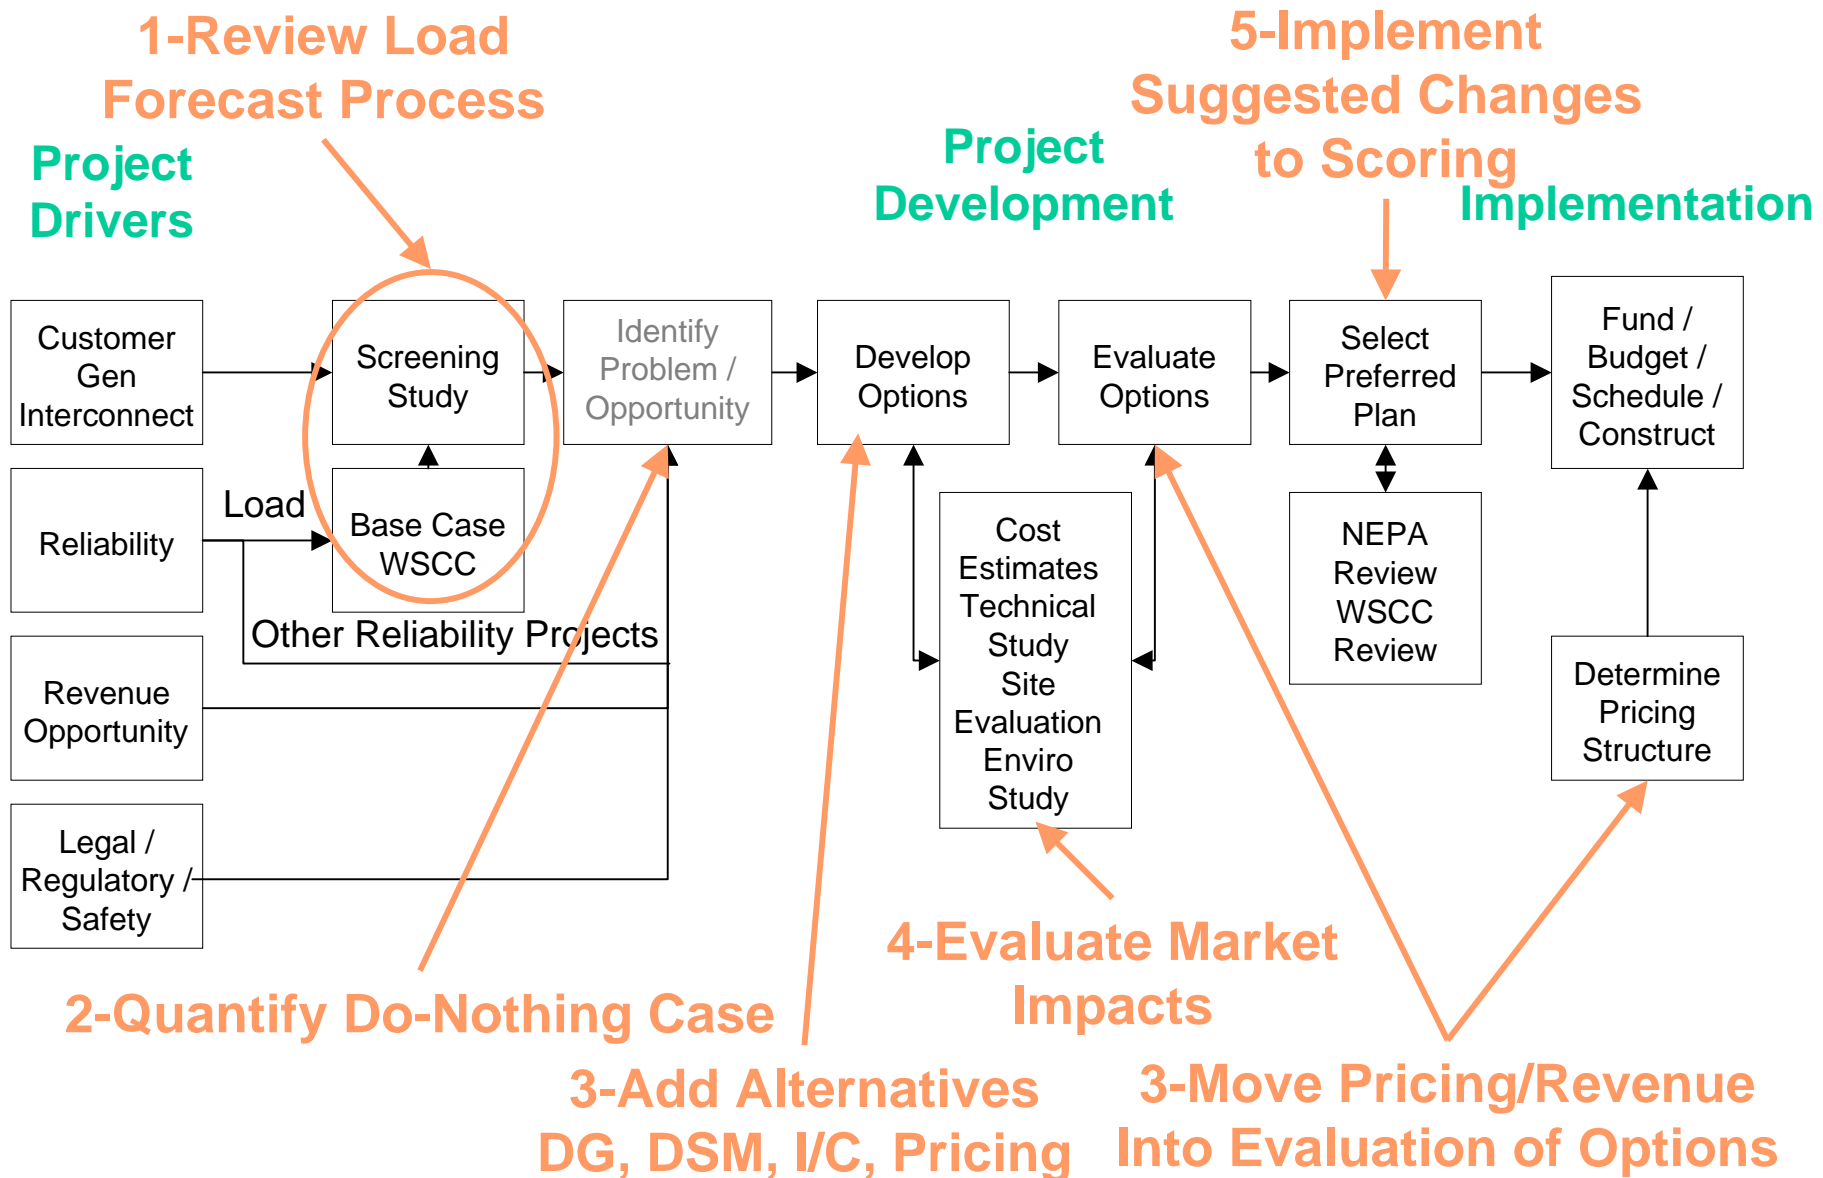 1-Review Load
Forecast Process
5-Implement
Suggested Changes
to Scoring
Project
Drivers
Project
Development
Implementation
Customer
Gen
Interconnect
Screening
Study
Identify
Problem /
Opportunity
Develop
Options
Evaluate
Options
Select
Preferred
Plan
Fund /
Budget /
Schedule /
Construct
Reliability
Load
Base Case
WSCC
Other Reliability Projects
Cost
Estimates
Technical
Study
Site
Evaluation
Enviro
Study
NEPA
Review
WSCC
Review
Revenue
Opportunity
Determine
Pricing
Structure
Legal /
Regulatory /
Safety
4-Evaluate Market
Impacts
2-Quantify Do-Nothing Case
3-Add Alternatives
DG, DSM, I/C, Pricing
3-Move Pricing/Revenue
Into Evaluation of Options